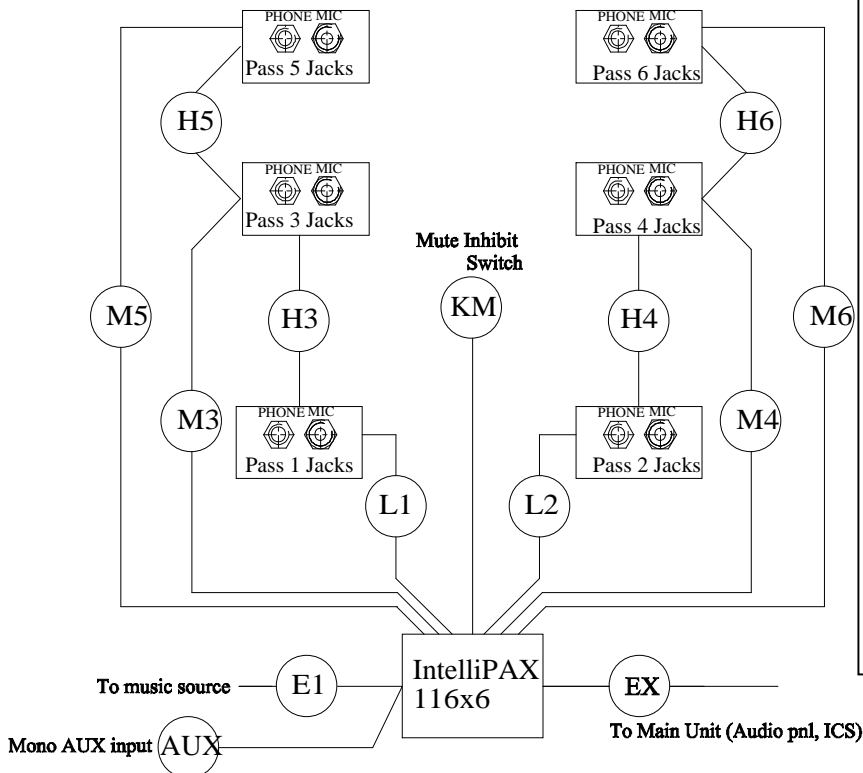 PHONE MIC
Pass 5 Jacks
PHONE MIC
Pass 6 Jacks
H5
H6
PHONE MIC
Pass 3 Jacks
PHONE MIC
Pass 4 Jacks
Mute Inhibit
Switch
M5
H3
KM
H4
M6
M3
PHONE MIC
Pass 1 Jacks
PHONE MIC
Pass 2 Jacks
M4
L1
L2
To music source
E1
IntelliPAX
116x6
EX
Mono AUX input
AUX
To Main Unit (Audio pnl, ICS)